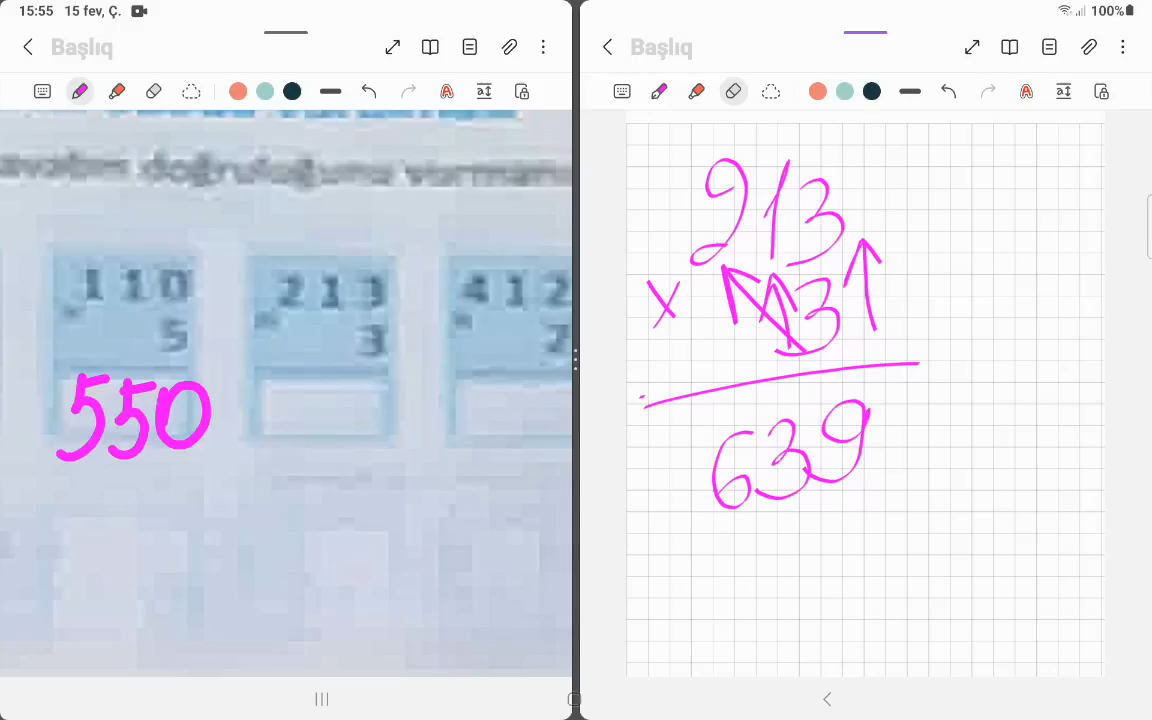 15:55 15 fev, Ç.
100%
Başlıq
Başlıq
doğruluğunu
110
× 5
550
213
× 3
412
213
× 3
639